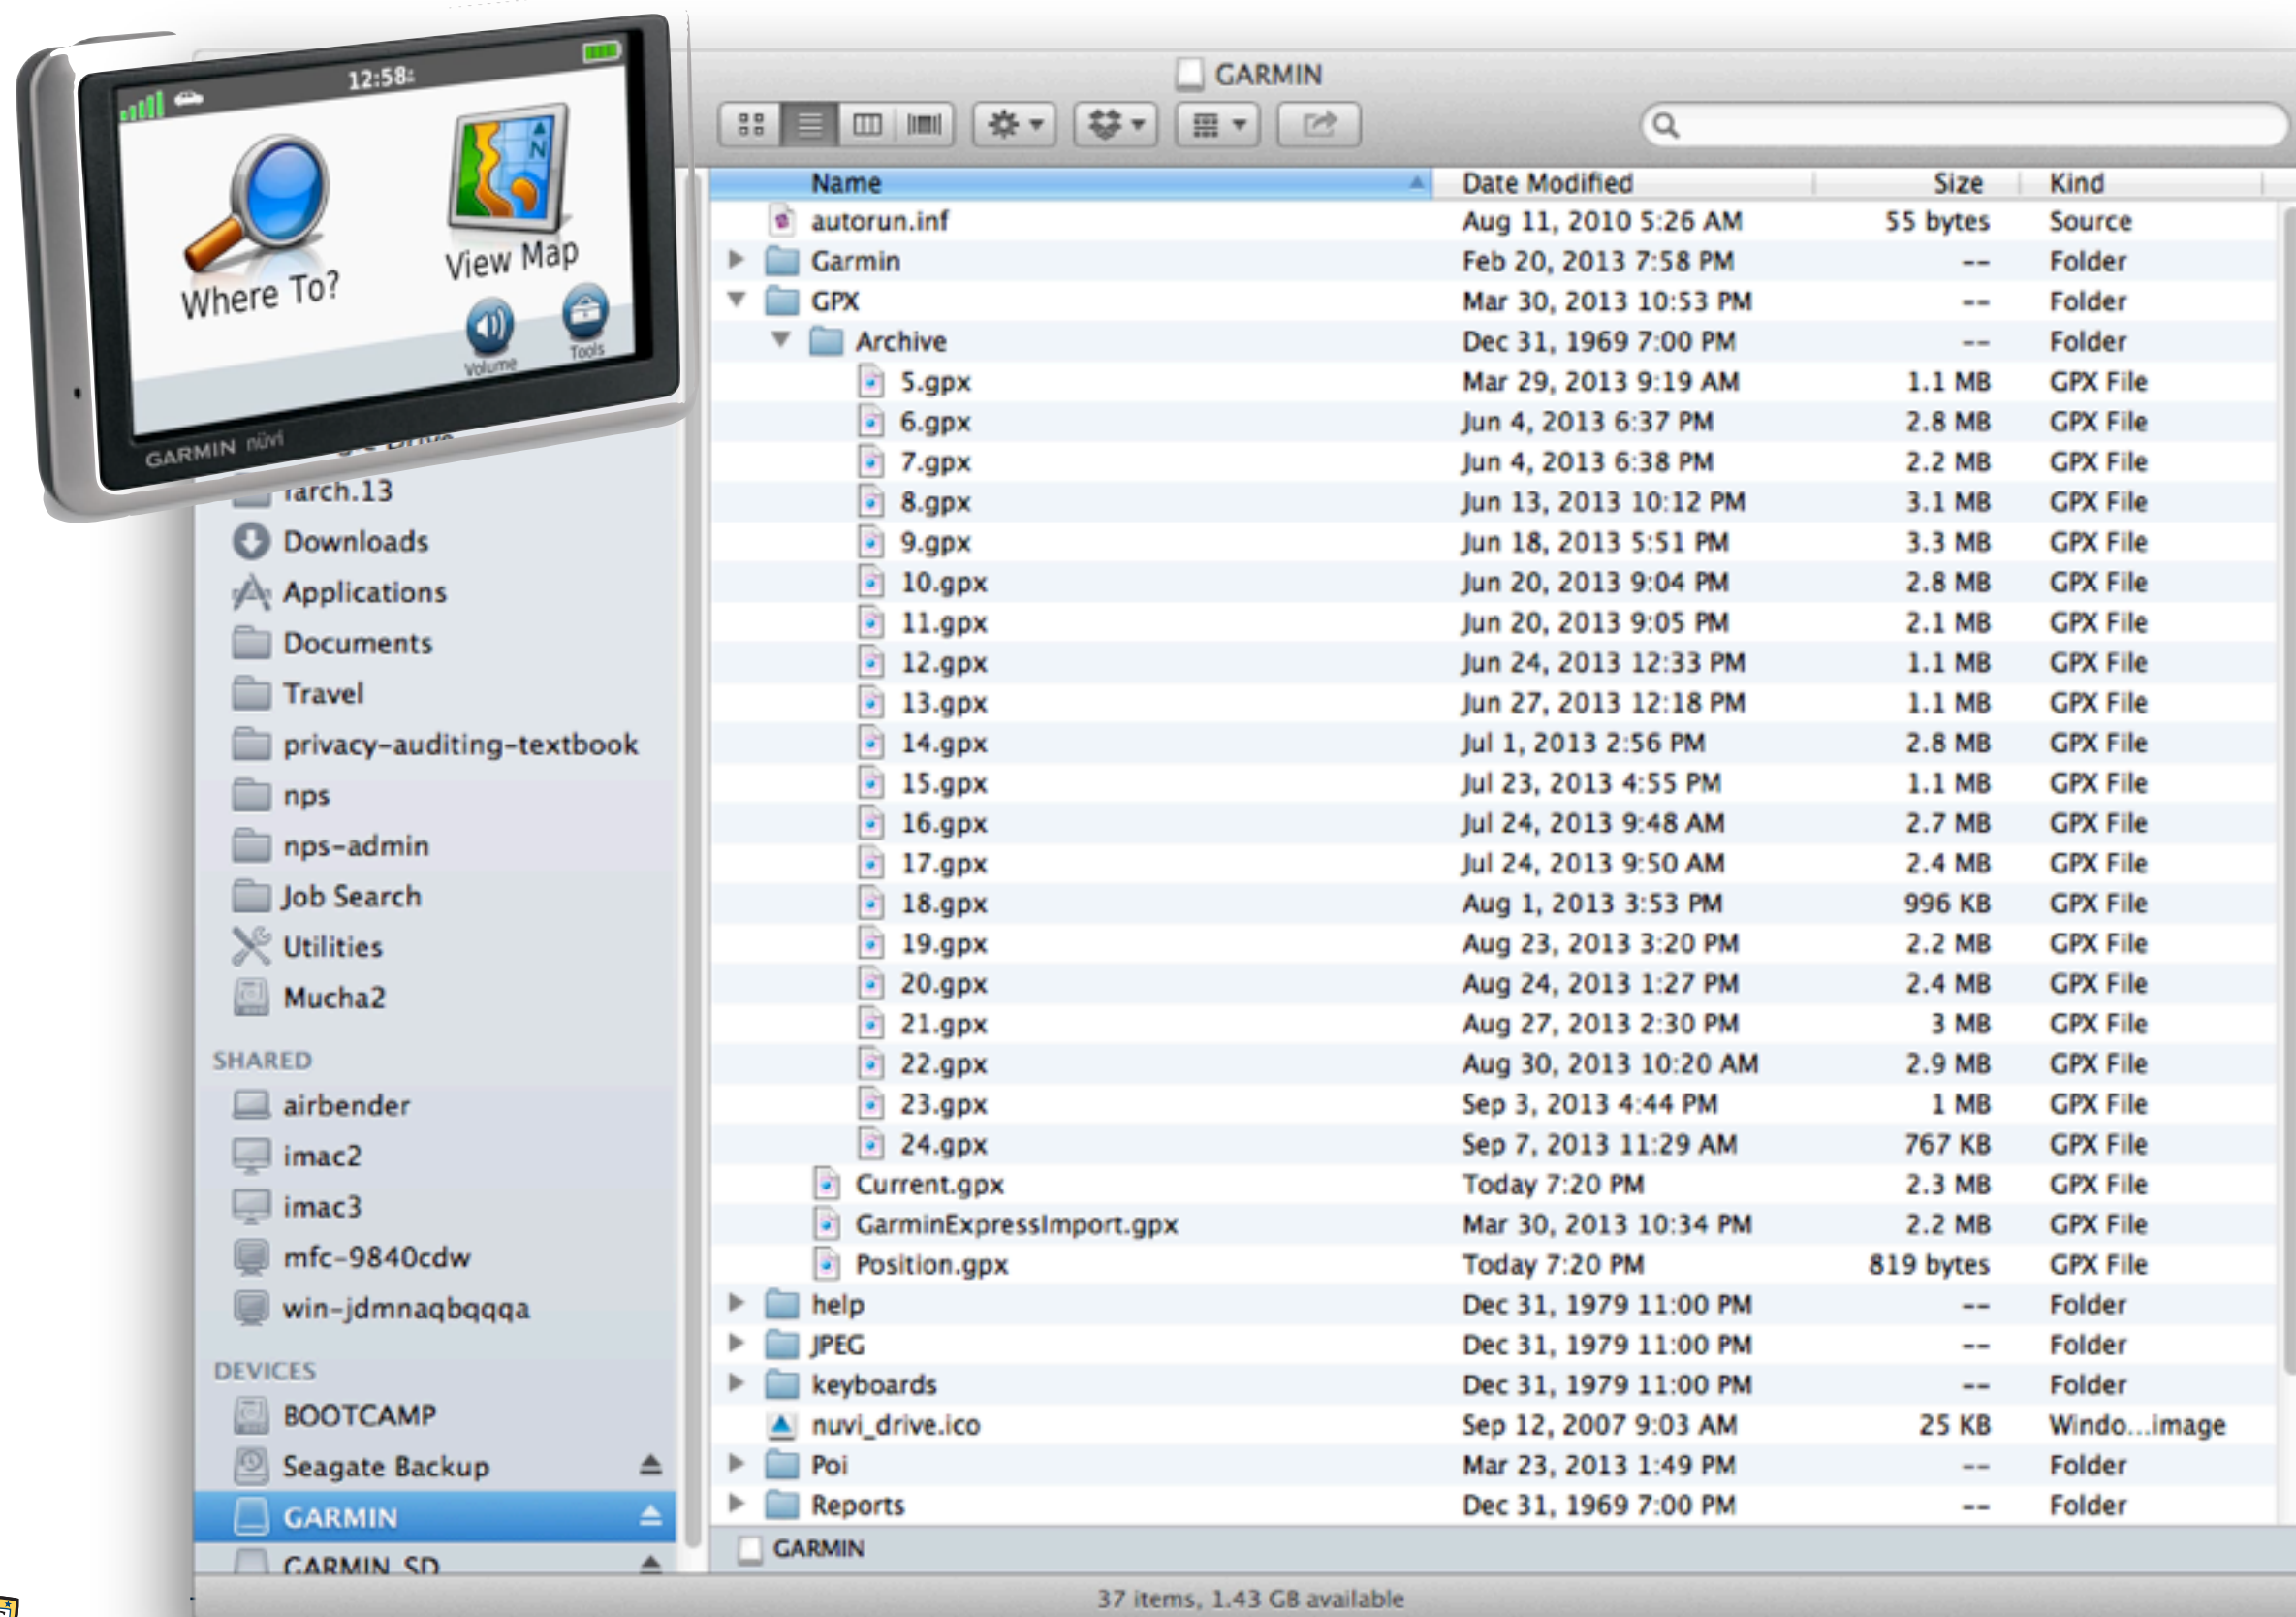 12:58
Where To?
View Map
Volume
Tools
GARMIN nüvi
GARMIN
Name Date Modified Size Kind
autorun.inf Aug 11, 2010 5:26 AM 55 bytes Source
Garmin Feb 20, 2013 7:58 PM -- Folder
GPX Mar 30, 2013 10:53 PM -- Folder
Archive Dec 31, 1969 7:00 PM -- Folder
5.gpx Mar 29, 2013 9:19 AM 1.1 MB GPX File
6.gpx Jun 4, 2013 6:37 PM 2.8 MB GPX File
7.gpx Jun 4, 2013 6:38 PM 2.2 MB GPX File
8.gpx Jun 13, 2013 10:12 PM 3.1 MB GPX File
9.gpx Jun 18, 2013 5:51 PM 3.3 MB GPX File
10.gpx Jun 20, 2013 9:04 PM 2.8 MB GPX File
11.gpx Jun 20, 2013 9:05 PM 2.1 MB GPX File
12.gpx Jun 24, 2013 12:33 PM 1.1 MB GPX File
13.gpx Jun 27, 2013 12:18 PM 1.1 MB GPX File
14.gpx Jul 1, 2013 2:56 PM 2.8 MB GPX File
15.gpx Jul 23, 2013 4:55 PM 1.1 MB GPX File
16.gpx Jul 24, 2013 9:48 AM 2.7 MB GPX File
17.gpx Jul 24, 2013 9:50 AM 2.4 MB GPX File
18.gpx Aug 1, 2013 3:53 PM 996 KB GPX File
19.gpx Aug 23, 2013 3:20 PM 2.2 MB GPX File
20.gpx Aug 24, 2013 1:27 PM 2.4 MB GPX File
21.gpx Aug 27, 2013 2:30 PM 3 MB GPX File
22.gpx Aug 30, 2013 10:20 AM 2.9 MB GPX File
23.gpx Sep 3, 2013 4:44 PM 1 MB GPX File
24.gpx Sep 7, 2013 11:29 AM 767 KB GPX File
Current.gpx Today 7:20 PM 2.3 MB GPX File
GarminExpressImport.gpx Mar 30, 2013 10:34 PM 2.2 MB GPX File
Position.gpx Today 7:20 PM 819 bytes GPX File
help Dec 31, 1979 11:00 PM -- Folder
JPEG Dec 31, 1979 11:00 PM -- Folder
keyboards Dec 31, 1979 11:00 PM -- Folder
nuvi_drive.ico Sep 12, 2007 9:03 AM 25 KB Windo...image
Poi Mar 23, 2013 1:49 PM -- Folder
Reports Dec 31, 1969 7:00 PM -- Folder
GARMIN
37 items, 1.43 GB available
arch.13
Downloads
Applications
Documents
Travel
privacy-auditing-textbook
nps
nps-admin
Job Search
Utilities
Mucha2
SHARED
airbender
imac2
imac3
mfc-9840cdw
win-jdmnaqbqqqa
DEVICES
BOOTCAMP
Seagate Backup
GARMIN
GARMIN SD